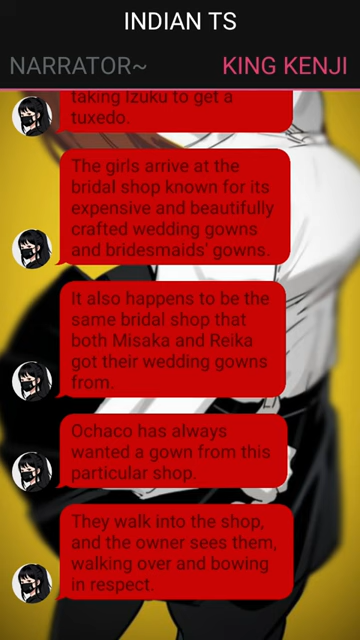 INDIAN TS
NARRATOR~ KING KENJI
taking Izuku to get a
tuxedo.
The girls arrive at the
bridal shop known for its
expensive and beautifully
crafted wedding gowns
and bridesmaids' gowns.
It also happens to be the
same bridal shop that
both Misaka and Reika
got their wedding gowns
from.
Ochaco has always
wanted a gown from this
particular shop.
They walk into the shop,
and the owner sees them,
walking over and bowing
in respect.